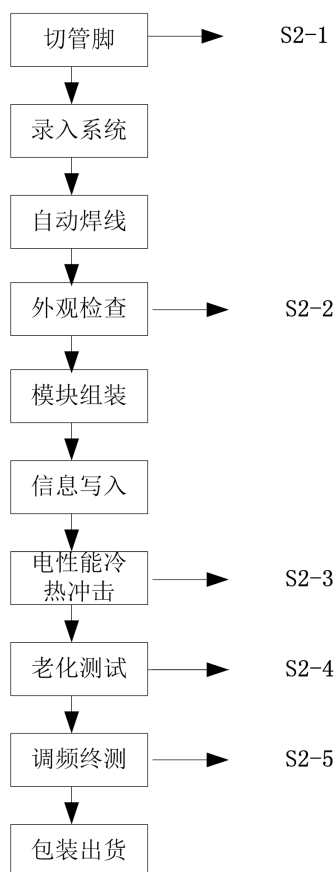 切管脚 S2-1
录入系统
自动焊线
外观检查 S2-2
模块组装
信息写入
电性能冷
热冲击 S2-3
老化测试 S2-4
调频终测 S2-5
包装出货